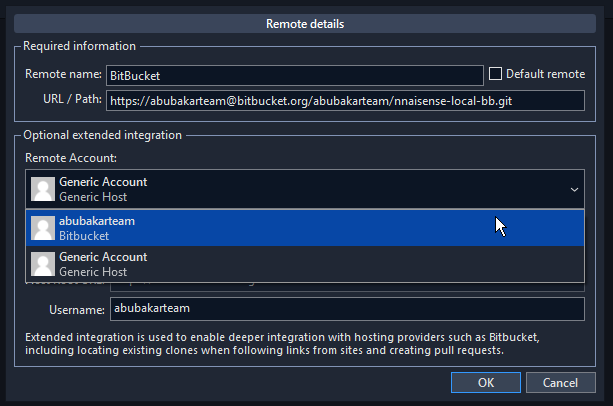 Remote details
Required information
Remote name: BitBucket Default remote
URL / Path: https://abubakarteam@bitbucket.org/abubakarteam/nnaisense-local-bb.git
Optional extended integration
Remote Account:
Generic Account
Generic Host
abubakarteam
Bitbucket
Generic Account
Generic Host
Username: abubakarteam
Extended integration is used to enable deeper integration with hosting providers such as Bitbucket,
including locating existing clones when following links from sites and creating pull requests.
OK Cancel